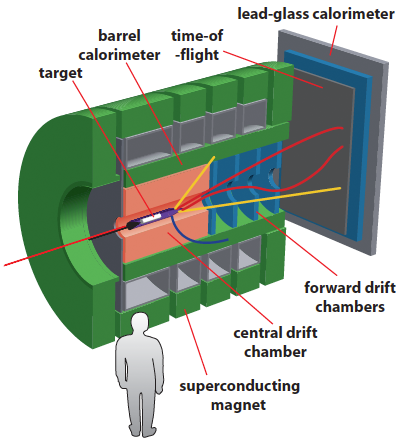 lead-glass calorimeter
barrel
calorimeter
time-of
-flight
target
forward drift
chambers
central drift
chamber
superconducting
magnet